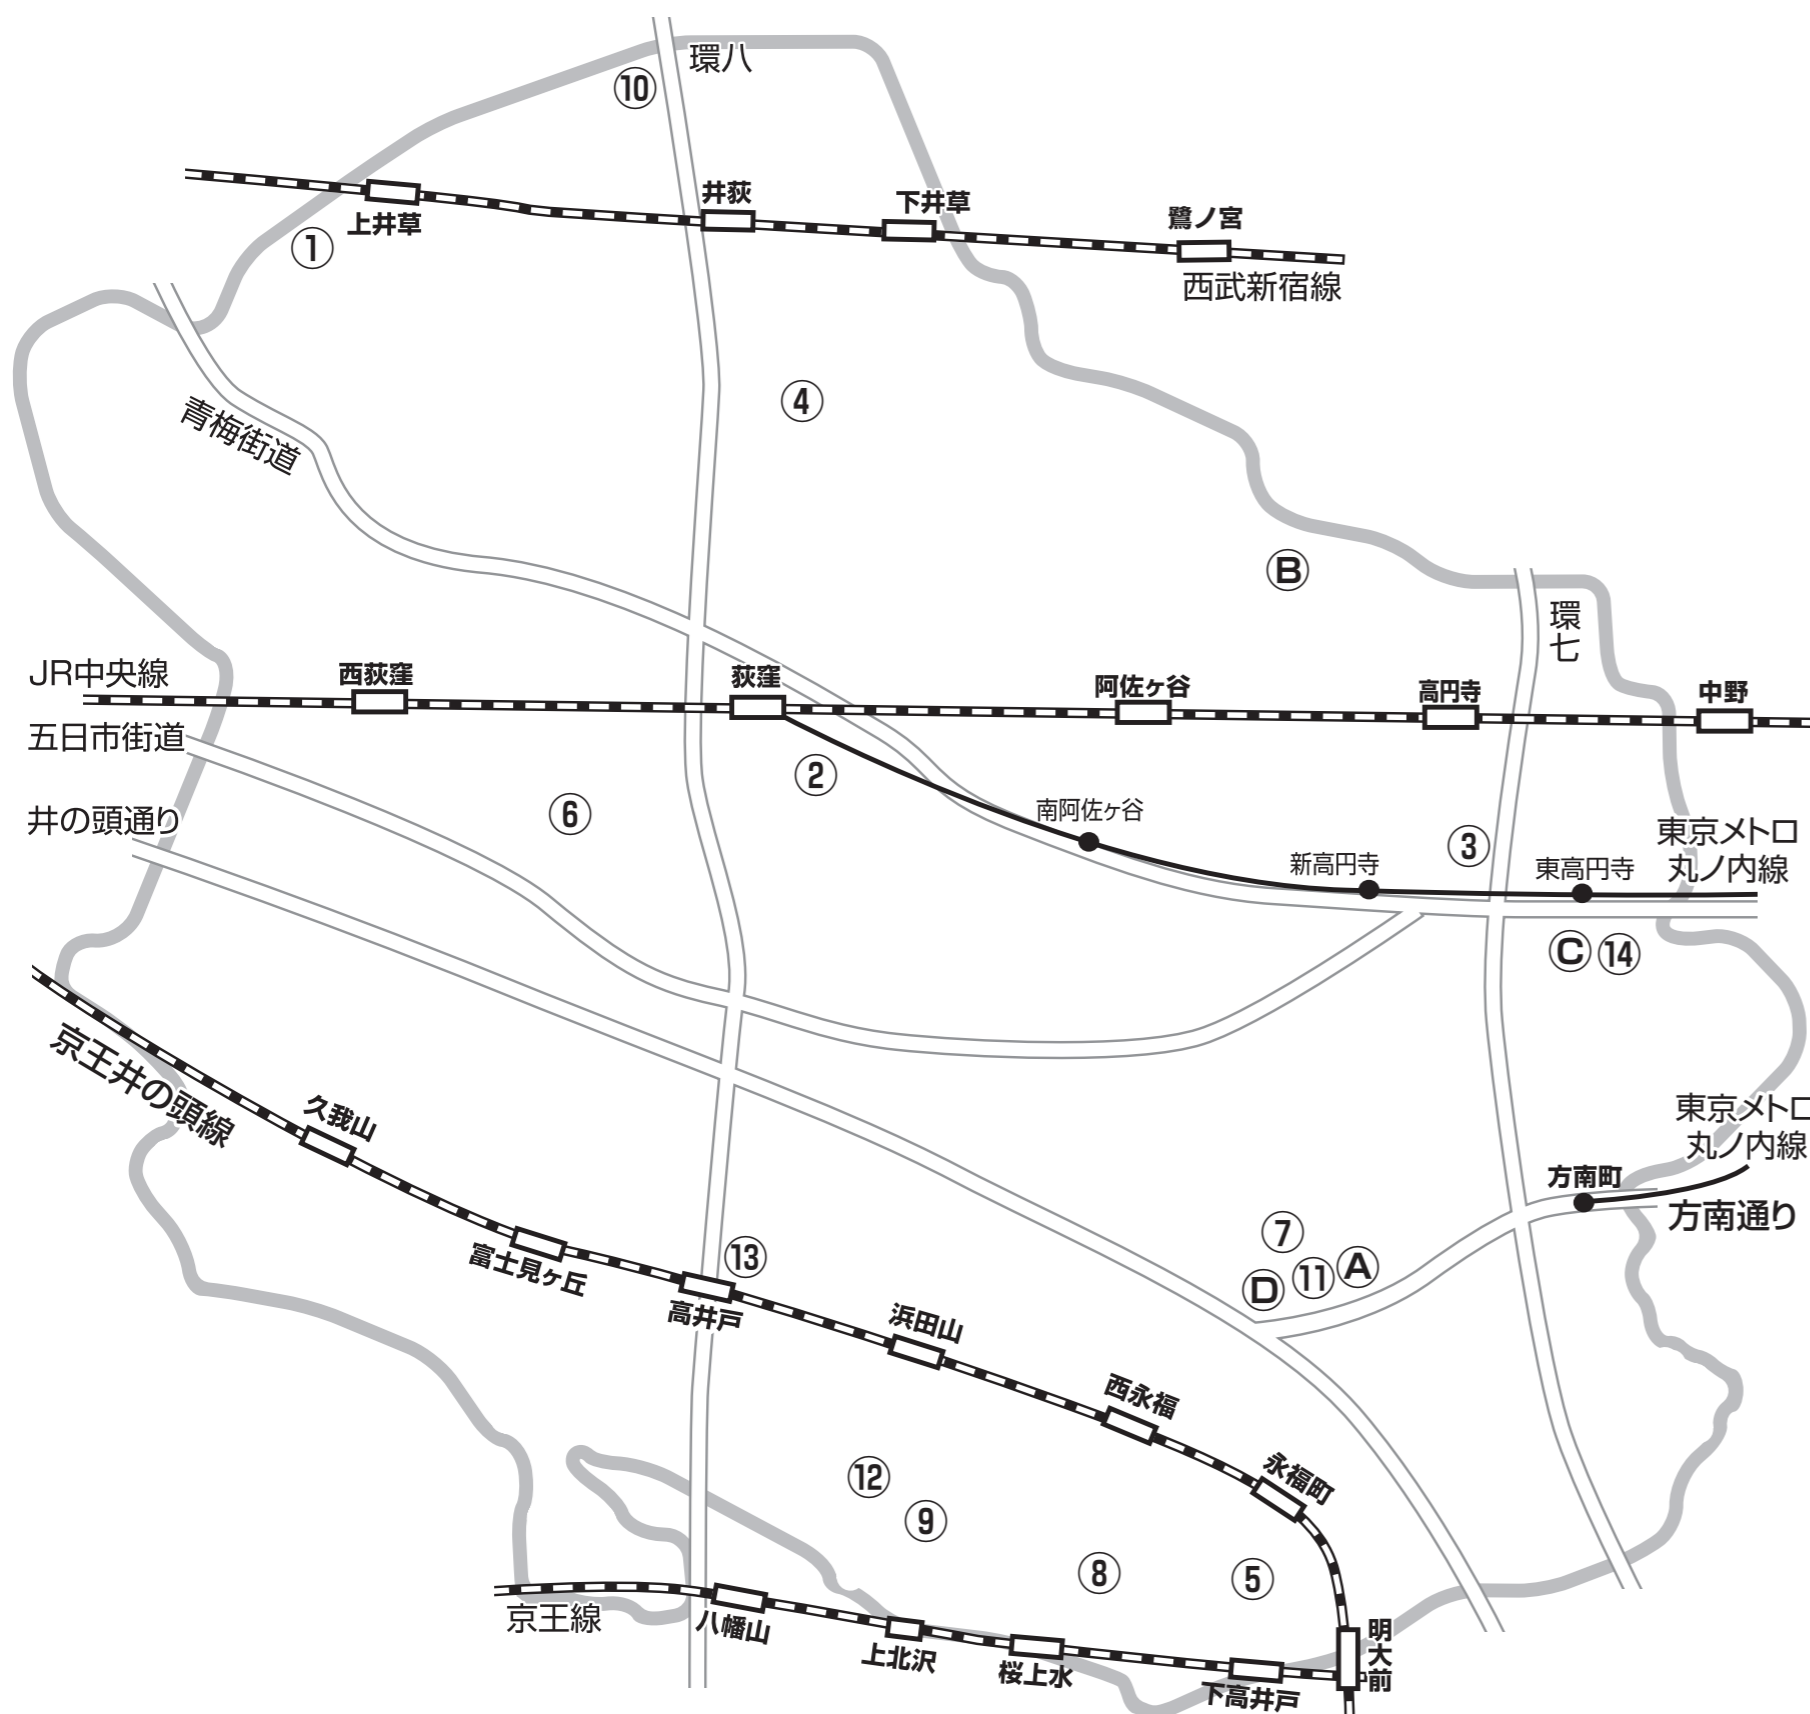 環八
⑩
井荻
下井草
鷺ノ宮
上井草
①
西武新宿線
④
青梅街道
Ⓑ
環七
JR中央線
西荻窪
荻窪
阿佐ヶ谷
高円寺
中野
五日市街道
②
井の頭通り
⑥
南阿佐ヶ谷
新高円寺
③
東高円寺
東京メトロ
丸ノ内線
Ⓒ
⑭
京王井の頭線
久我山
東京メトロ
丸ノ内線
方南町
方南通り
富士見ヶ丘
⑬
高井戸
⑦
Ⓓ
⑪
Ⓐ
浜田山
西永福
永福町
⑫
⑨
⑧
⑤
京王線
八幡山
上北沢
桜上水
下高井戸
明大前